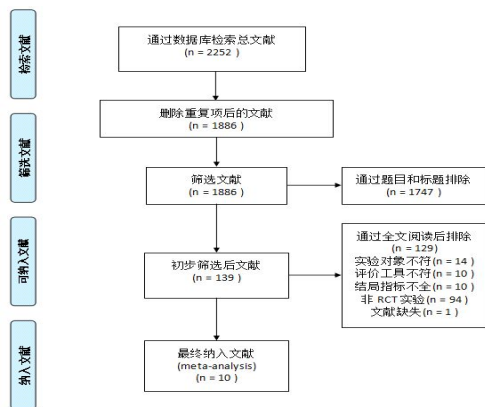 检索文献
通过数据库检索总文献
(n = 2252 )
删除重复项后的文献
(n = 1886 )
筛选文献
筛选文献
(n = 1886 )
通过题目和标题排除
(n = 1747 )
可纳入文献
初步筛选后文献
(n = 139 )
通过全文阅读后排除
(n = 129)
实验对象不符(n = 14 )
评价工具不符(n = 10 )
结局指标不全(n = 10 )
非 RCT 实验(n = 94 )
文献缺失(n = 1 )
纳入文献
最终纳入文献
(meta-analysis)
(n = 10 )